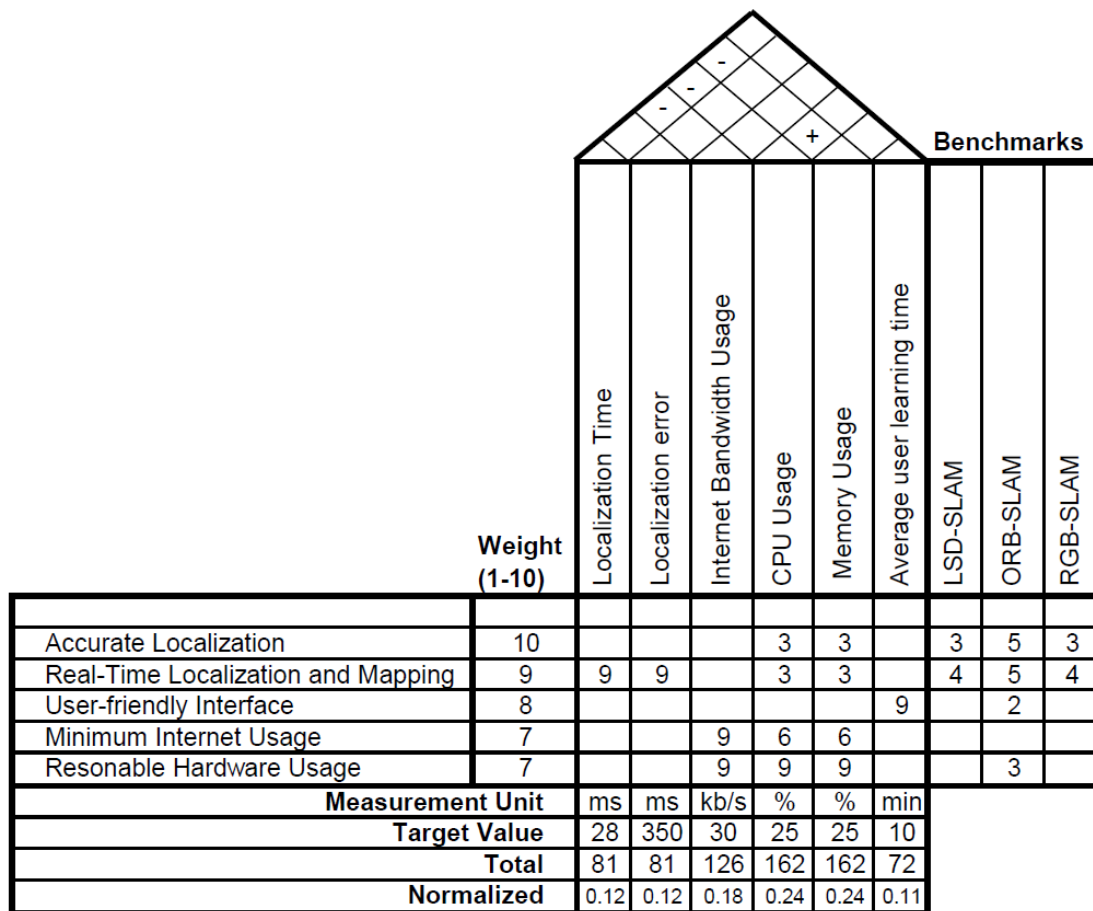 -
-
-
+
Benchmarks
Weight
(1-10)
Localization Time
Localization error
Internet Bandwidth Usage
CPU Usage
Memory Usage
Average user learning time
LSD-SLAM
ORB-SLAM
RGB-SLAM
Accurate Localization 10 3 3 3 5 3
Real-Time Localization and Mapping 9 9 9 3 3 4 5 4
User-friendly Interface 8 9 2
Minimum Internet Usage 7 9 6 6
Resonable Hardware Usage 7 9 9 9 3
Measurement Unit ms ms kb/s % % min
Target Value 28 350 30 25 25 10
Total 81 81 126 162 162 72
Normalized 0.12 0.12 0.18 0.24 0.24 0.11